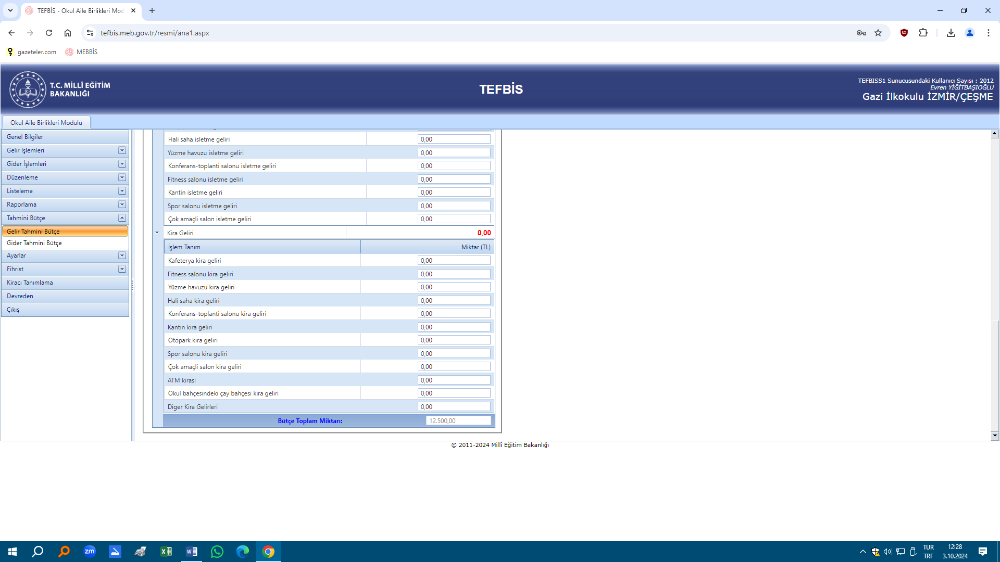 TEFBİS - Okul Aile Birlikleri Mod
tefbis.meb.gov.tr/resmi/ana1.aspx
gazeteler.com MEBBİS
T.C. MİLLÎ EĞİTİM
BAKANLIĞI
TEFBİS
TEFBISS1 Sunucusundaki Kullanıcı Sayısı : 2012
Evren YİĞİTBAŞIOĞLU
Gazi İlkokulu İZMİR/ÇEŞME
Okul Aile Birlikleri Modülü
Genel Bilgiler
Gelir İşlemleri
Gider İşlemleri
Düzenleme
Listeleme
Raporlama
Tahmini Bütçe
Gelir Tahmini Bütçe
Gider Tahmini Bütçe
Ayarlar
Fihrist
Kiracı Tanımlama
Devreden
Çıkış
Hali saha isletme geliri 0,00
Yüzme havuzu isletme geliri 0,00
Konferans-toplanti salonu isletme geliri 0,00
Fitness salonu isletme geliri 0,00
Kantin isletme geliri 0,00
Spor salonu isletme geliri 0,00
Çok amaçli salon isletme geliri 0,00
Kira Geliri 0,00
İşlem Tanım Miktar (TL)
Kafeterya kira geliri 0,00
Fitness salonu kira geliri 0,00
Yüzme havuzu kira geliri 0,00
Hali saha kira geliri 0,00
Konferans-toplanti salonu kira geliri 0,00
Kantin kira geliri 0,00
Otopark kira geliri 0,00
Spor salonu kira geliri 0,00
Çok amaçli salon kira geliri 0,00
ATM kirasi 0,00
Okul bahçesindeki çay bahçesi kira geliri 0,00
Diger Kira Gelirleri 0,00
Bütçe Toplam Miktarı: 12.500,00
© 2011-2024 Millî Eğitim Bakanlığı
zm
TUR
TRF
12:28
3.10.2024